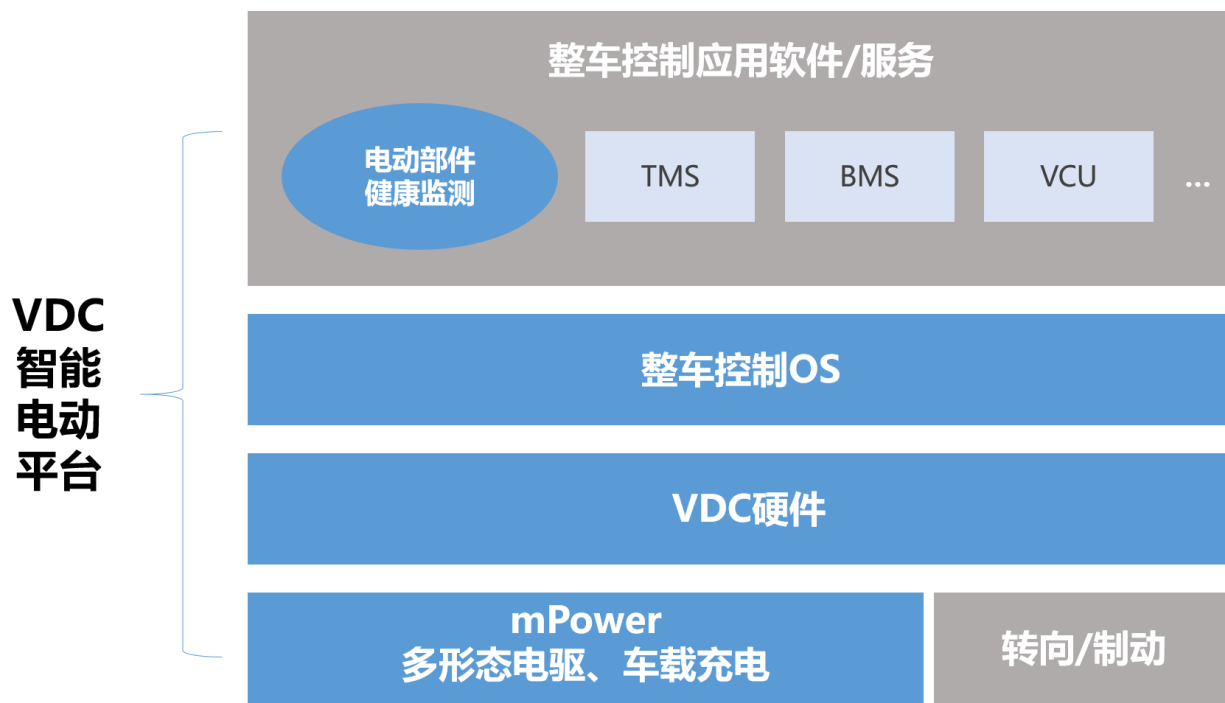 整车控制应用软件/服务
电动部件
健康监测
TMS
BMS
VCU
...
VDC
智能
电动
平台
整车控制OS
VDC硬件
mPower
多形态电驱、车载充电
转向/制动